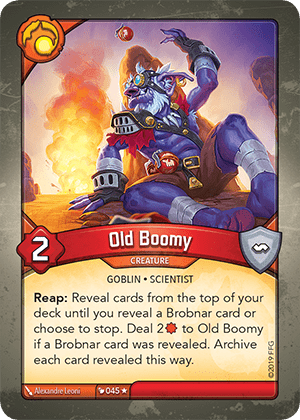 2
Old Boomy
CREATURE
GOBLIN • SCIENTIST
Reap: Reveal cards from the top of your
deck until you reveal a Brobnar card or
choose to stop. Deal 2 to Old Boomy
if a Brobnar card was revealed. Archive
each card revealed this way.
Alexandre Leoni
045
©2019 FFG